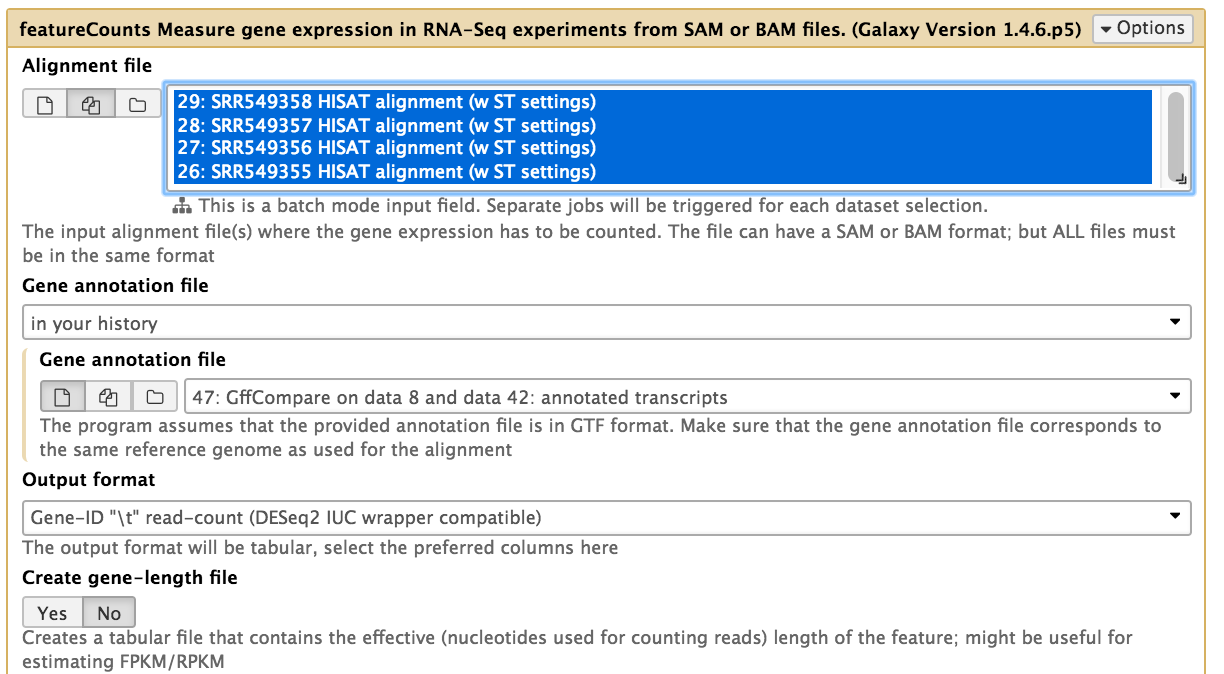 featureCounts Measure gene expression in RNA-Seq experiments from SAM or BAM files. (Galaxy Version 1.4.6.p5)
Options
Alignment file
29: SRR549358 HISAT alignment (w ST settings)
28: SRR549357 HISAT alignment (w ST settings)
27: SRR549356 HISAT alignment (w ST settings)
26: SRR549355 HISAT alignment (w ST settings)
This is a batch mode input field. Separate jobs will be triggered for each dataset selection.
The input alignment file(s) where the gene expression has to be counted. The file can have a SAM or BAM format; but ALL files must
be in the same format
Gene annotation file
in your history
Gene annotation file
47: GffCompare on data 8 and data 42: annotated transcripts
The program assumes that the provided annotation file is in GTF format. Make sure that the gene annotation file corresponds to
the same reference genome as used for the alignment
Output format
Gene-ID "\t" read-count (DESeq2 IUC wrapper compatible)
The output format will be tabular, select the preferred columns here
Create gene-length file
Yes No
Creates a tabular file that contains the effective (nucleotides used for counting reads) length of the feature; might be useful for
estimating FPKM/RPKM